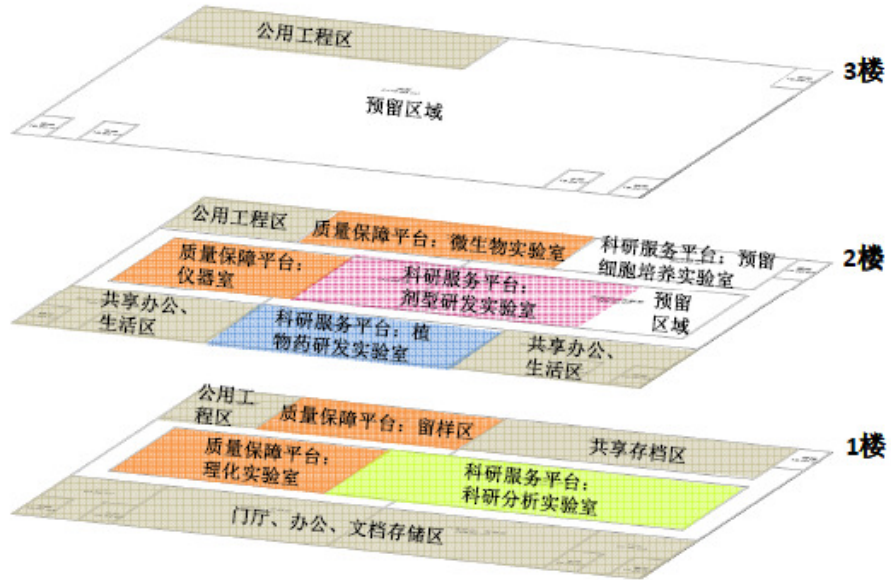 公用工程区
3楼
预留区域
公用工程区
质量保障平台：微生物实验室
科研服务平台：预留
细胞培养实验室
2楼
质量保障平台：
仪器室
科研服务平台：
剂型研发实验室
预留
区域
共享办公、
生活区
科研服务平台：植
物药研发实验室
共享办公、
生活区
公用工
程区
质量保障平台：留样区
共享存档区
1楼
质量保障平台：
理化实验室
科研服务平台：
科研分析实验室
门厅、办公、文档存储区